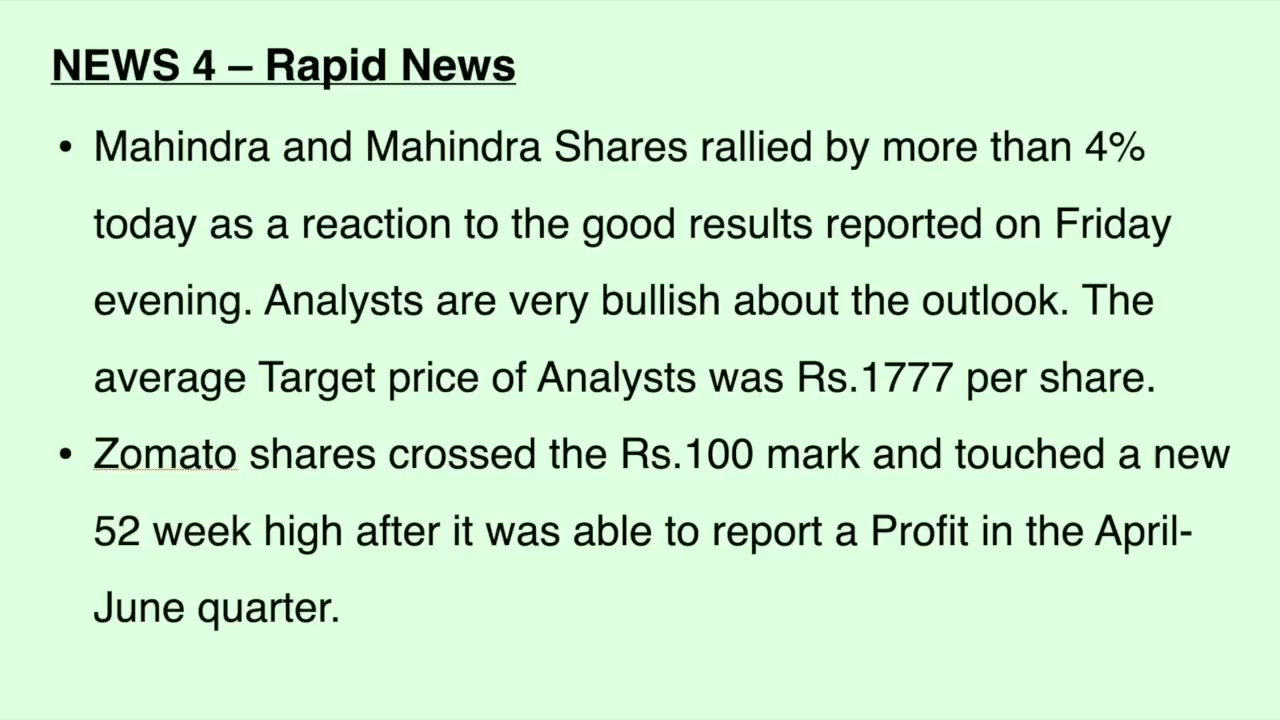 NEWS 4 – Rapid News
• Mahindra and Mahindra Shares rallied by more than 4%
today as a reaction to the good results reported on Friday
evening. Analysts are very bullish about the outlook. The
average Target price of Analysts was Rs.1777 per share.
• Zomato shares crossed the Rs.100 mark and touched a new
52 week high after it was able to report a Profit in the April-
June quarter.